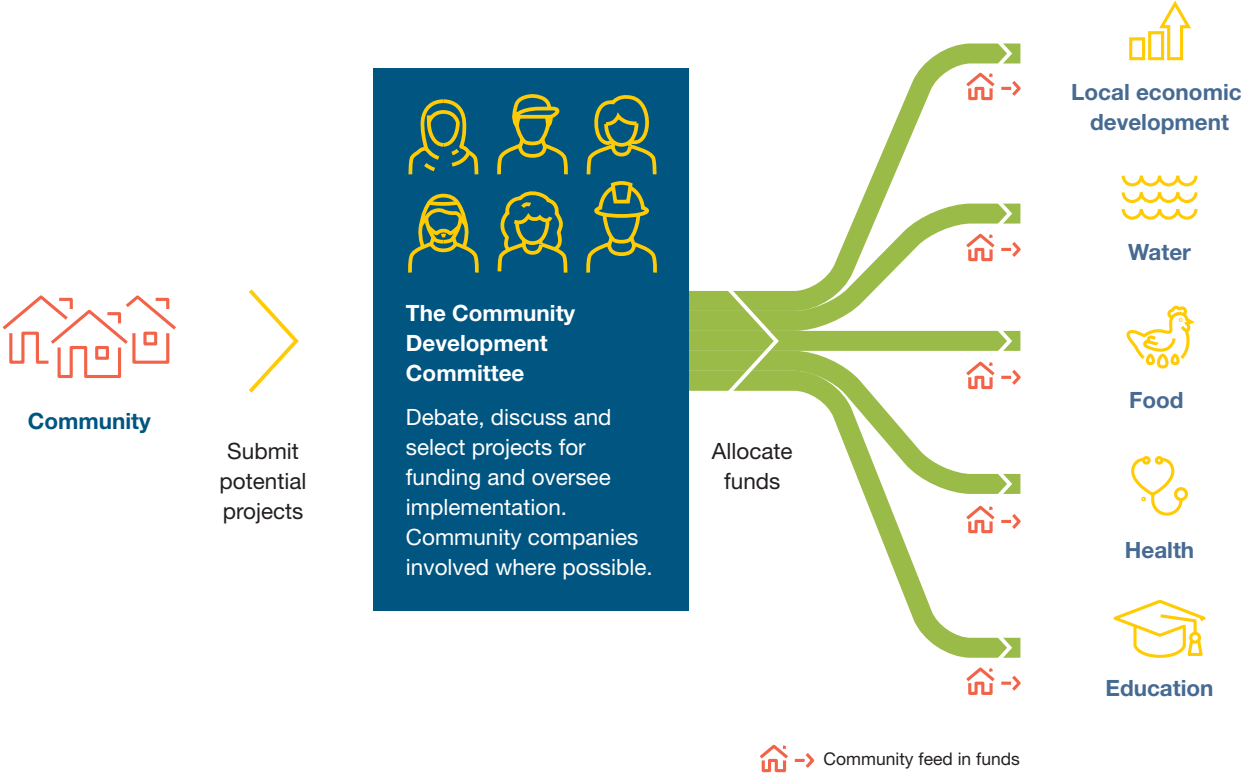 Community
Submit
potential
projects
The Community
Development
Committee
Debate, discuss and
select projects for
funding and oversee
implementation.
Community companies
involved where possible.
Allocate
funds
Local economic
development
Water
Food
Health
Education
Community feed in funds